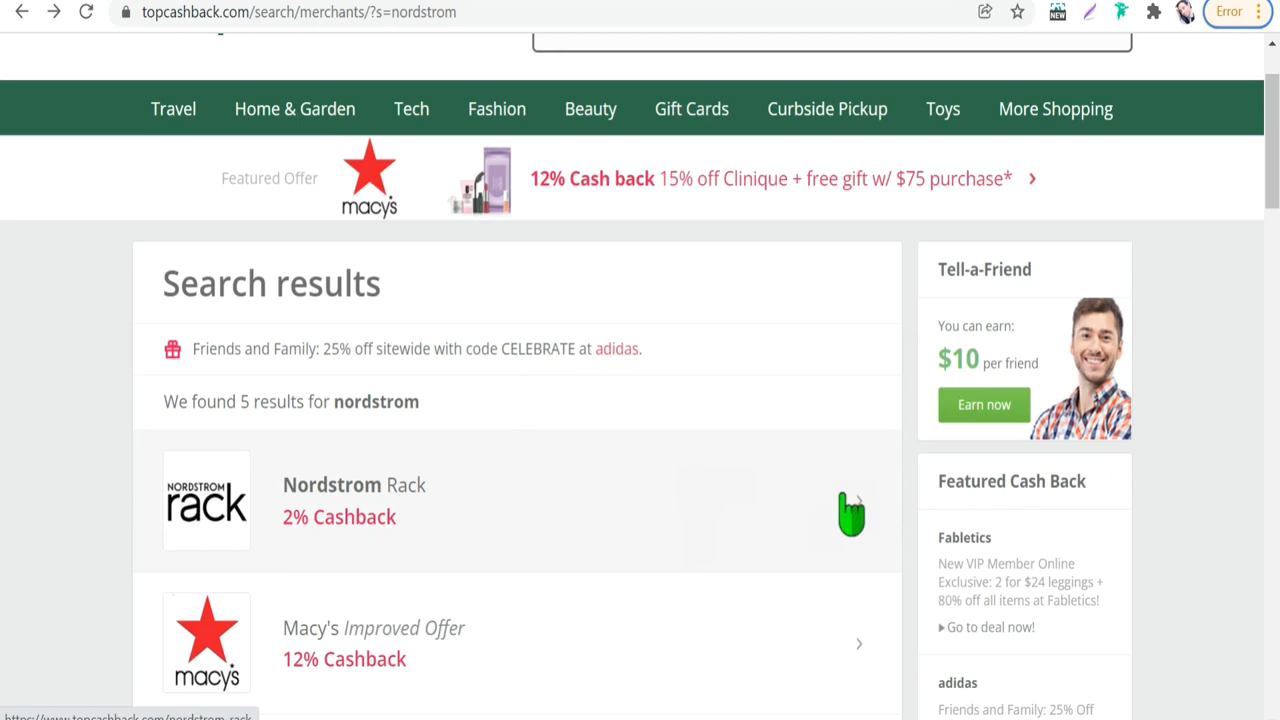 topcashback.com/search/merchants/?s=nordstrom
NEW
Error
Travel
Home & Garden
Tech
Fashion
Beauty
Gift Cards
Curbside Pickup
Toys
More Shopping
Featured Offer
macy's
12% Cash back 15% off Clinique + free gift w/ $75 purchase*
Search results
Friends and Family: 25% off sitewide with code CELEBRATE at adidas.
We found 5 results for nordstrom
NORDSTROM
rack
Nordstrom Rack
2% Cashback
macy's
Macy's Improved Offer
12% Cashback
Tell-a-Friend
You can earn:
$10 per friend
Earn now
Featured Cash Back
Fabletics
New VIP Member Online
Exclusive: 2 for $24 leggings +
80% off all items at Fabletics!
Go to deal now!
adidas
Friends and Family: 25% Off
https://www.topcashback.com/nordstrom-rack